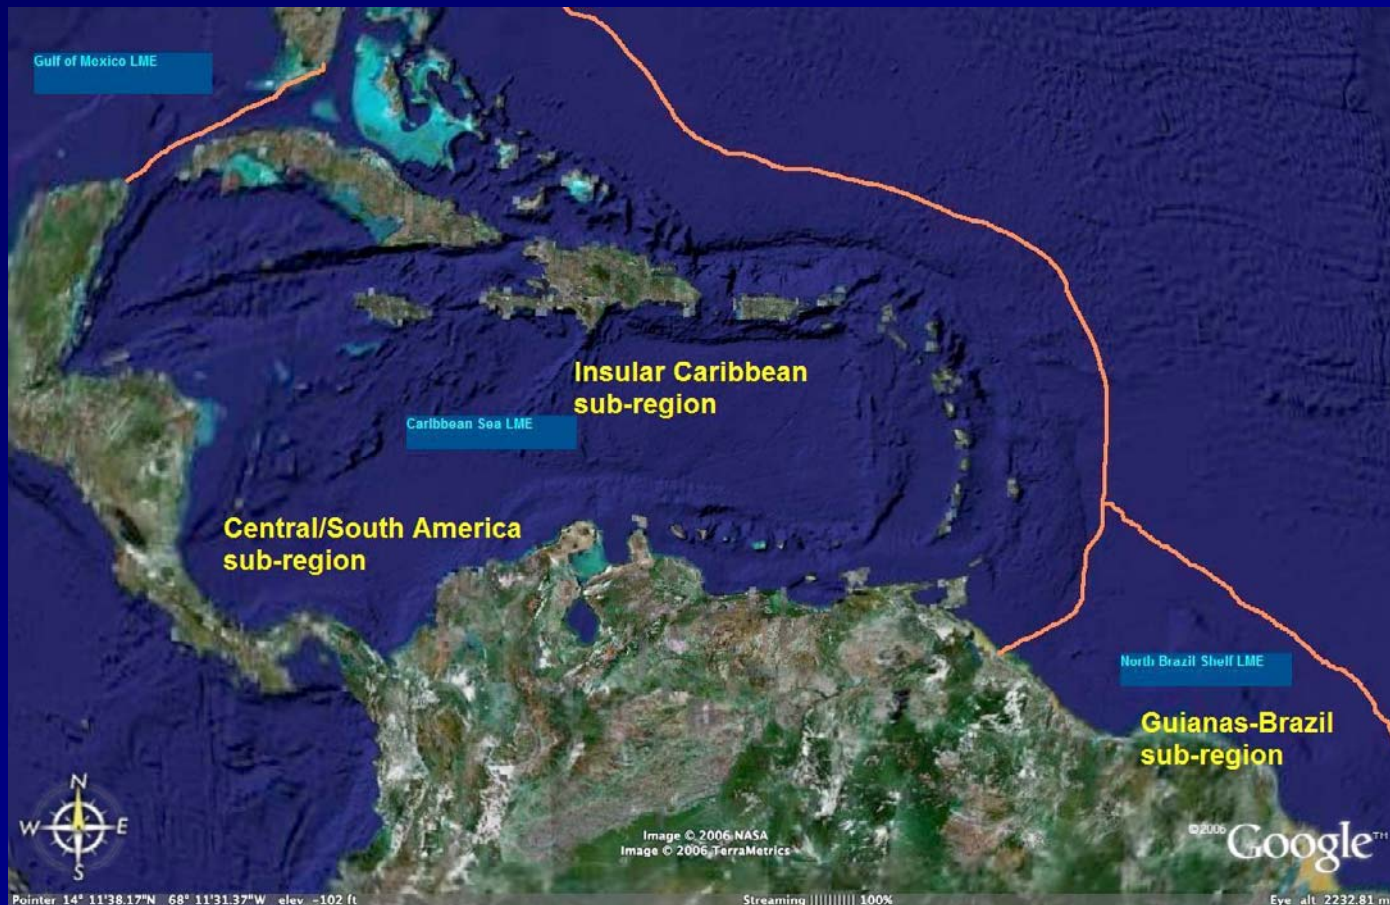 Gulf of Mexico LME
Insular Caribbean
sub-region
Caribbean Sea LME
Central/South America
sub-region
North Brazil Shelf LME
Guianas-Brazil
sub-region
N
W E
S
Image © 2006 NASA
Image © 2006 TerraMetrics
©2006 Google™
Pointer 14° 11'38.17"N 68° 11'31.37"W elev -102 ft Streaming ||||||||| 100% Eye alt 2232.81 m